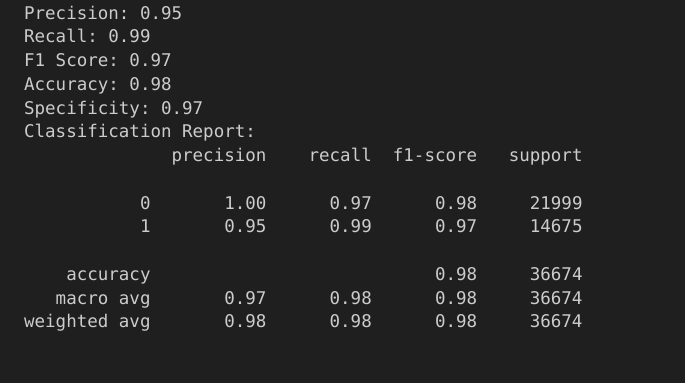 Precision: 0.95
Recall: 0.99
F1 Score: 0.97
Accuracy: 0.98
Specificity: 0.97
Classification Report:
              precision    recall  f1-score   support

           0       1.00      0.97      0.98     21999
           1       0.95      0.99      0.97     14675

    accuracy                           0.98     36674
   macro avg       0.97      0.98      0.98     36674
weighted avg       0.98      0.98      0.98     36674